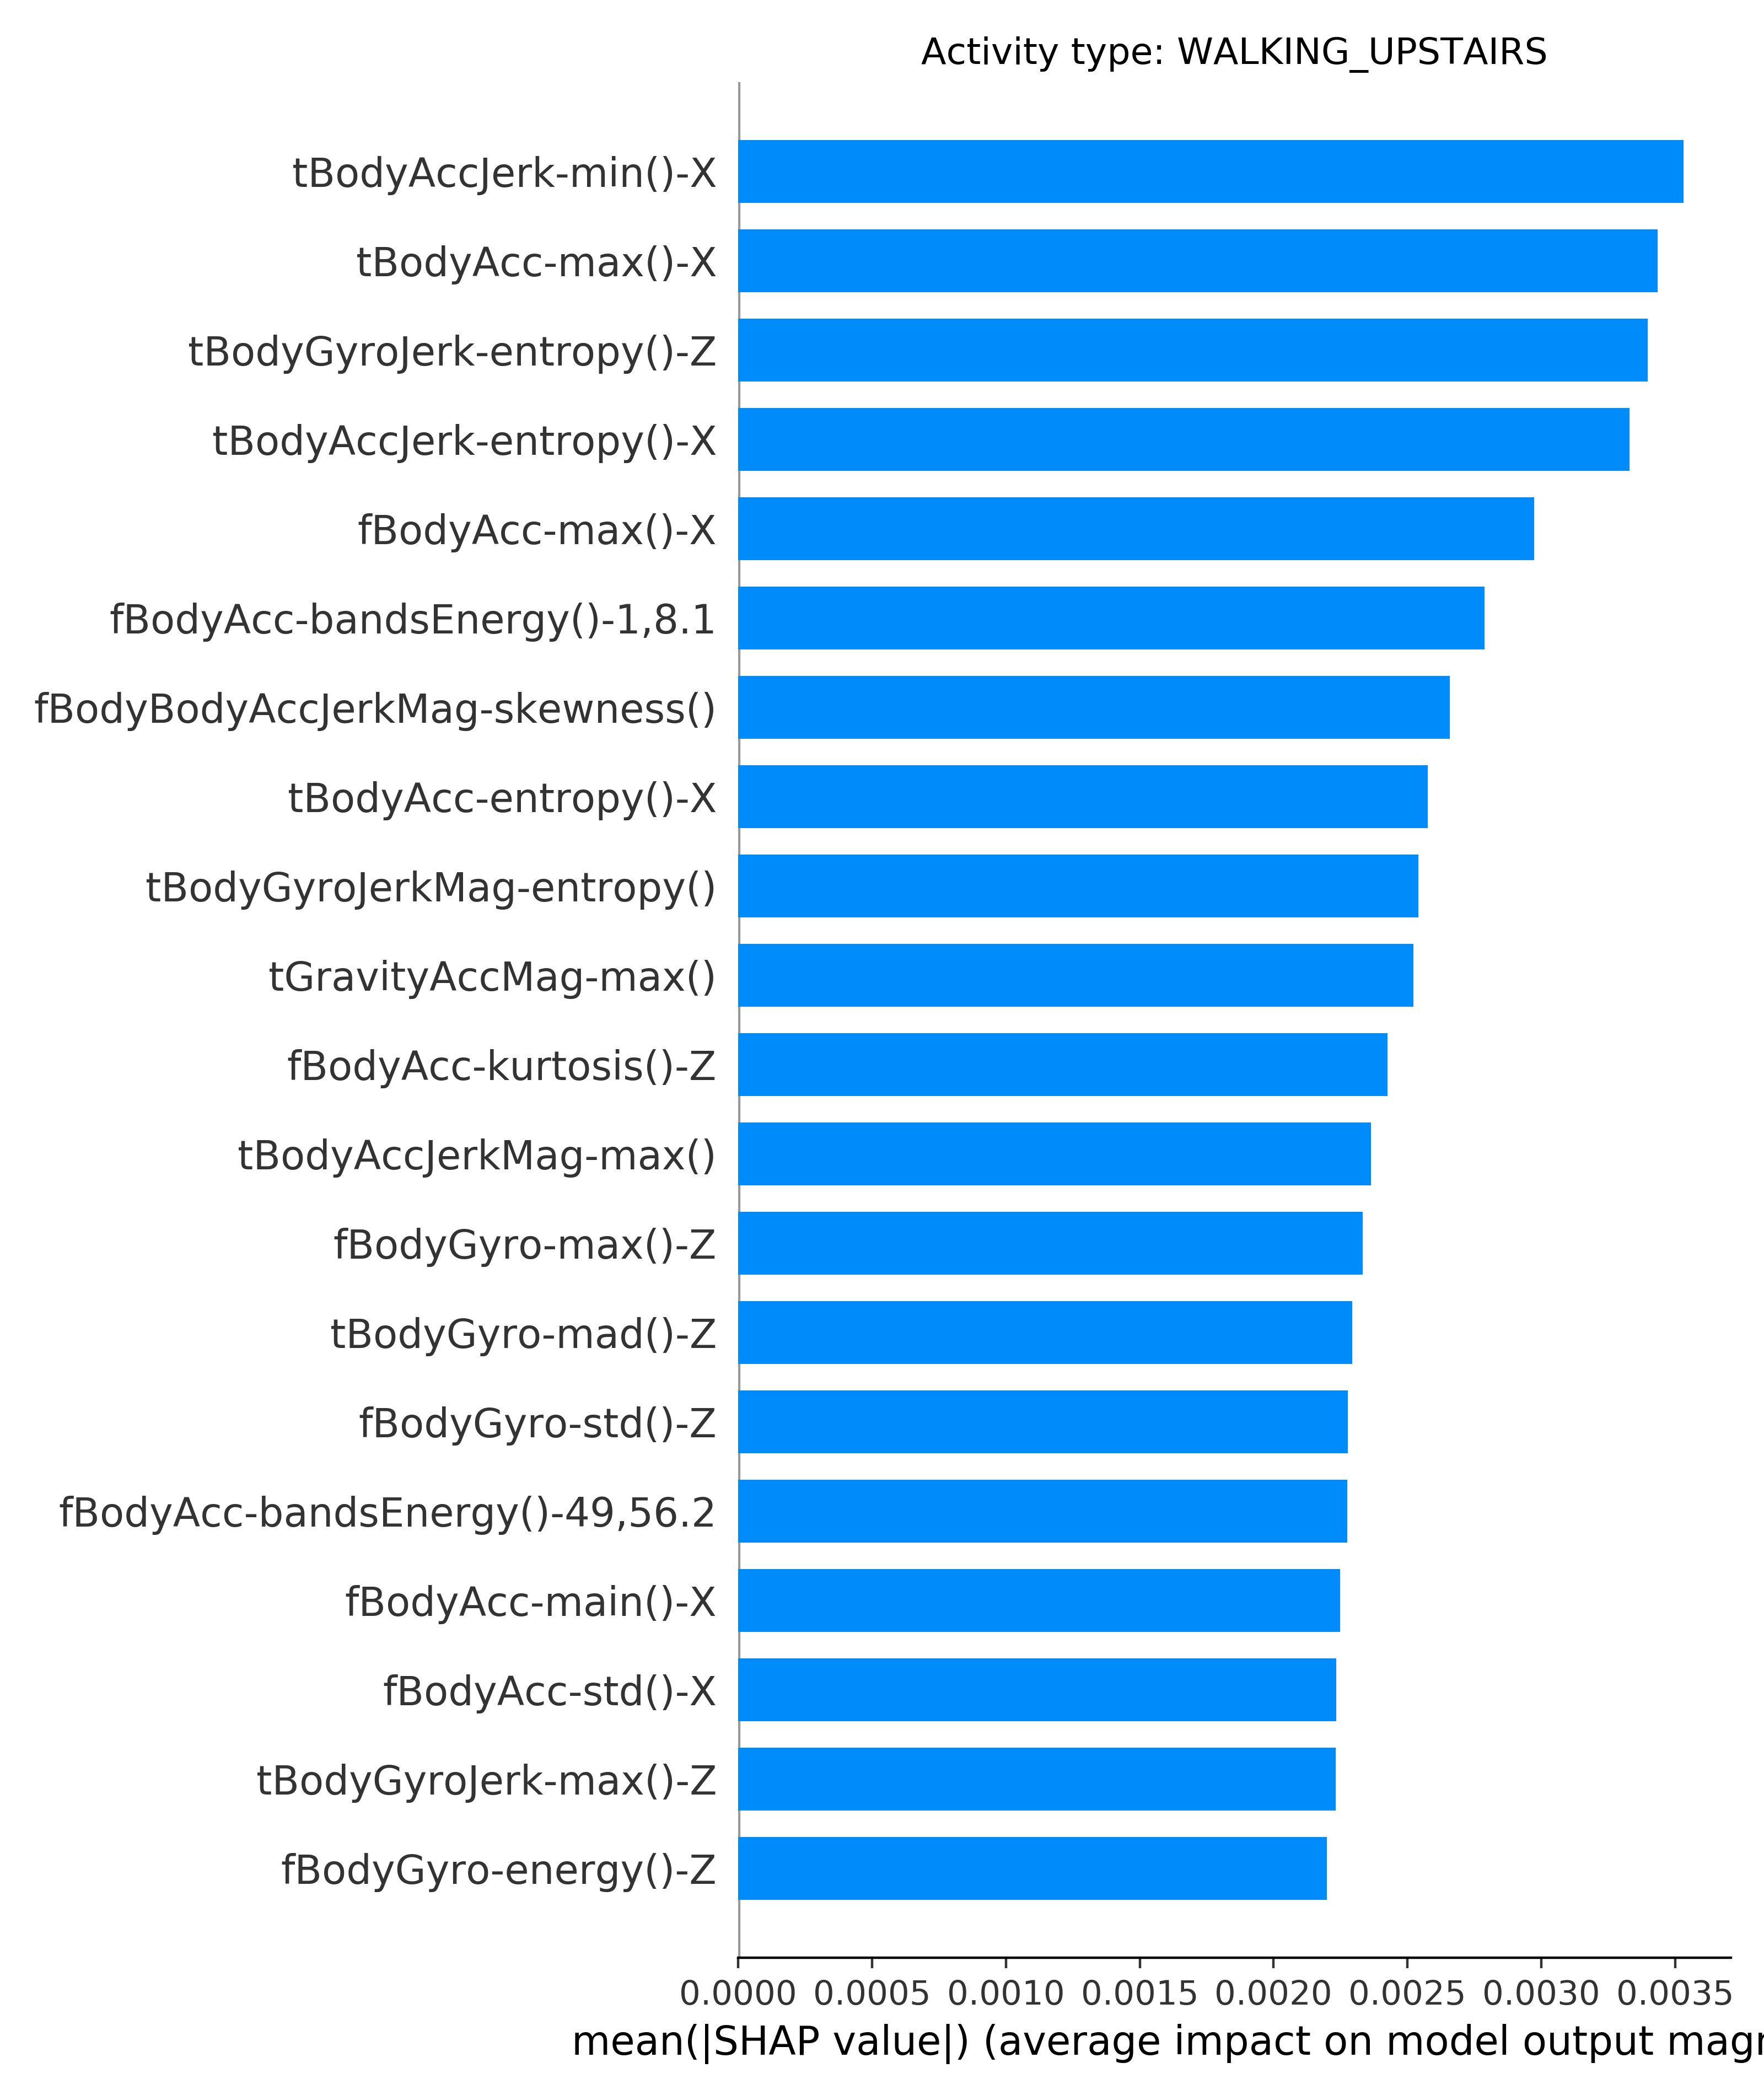 Activity type: WALKING_UPSTAIRS
tBodyAccJerk-min()-X
tBodyAcc-max()-X
tBodyGyroJerk-entropy()-Z
tBodyAccJerk-entropy()-X
fBodyAcc-max()-X
fBodyAcc-bandsEnergy()-1,8.1
fBodyBodyAccJerkMag-skewness()
tBodyAcc-entropy()-X
tBodyGyroJerkMag-entropy()
tGravityAccMag-max()
fBodyAcc-kurtosis()-Z
tBodyAccJerkMag-max()
fBodyGyro-max()-Z
tBodyGyro-mad()-Z
fBodyGyro-std()-Z
fBodyAcc-bandsEnergy()-49,56.2
fBodyAcc-main()-X
fBodyAcc-std()-X
tBodyGyroJerk-max()-Z
fBodyGyro-energy()-Z
0.0000 0.0005 0.0010 0.0015 0.0020 0.0025 0.0030 0.0035
mean(|SHAP value|) (average impact on model output